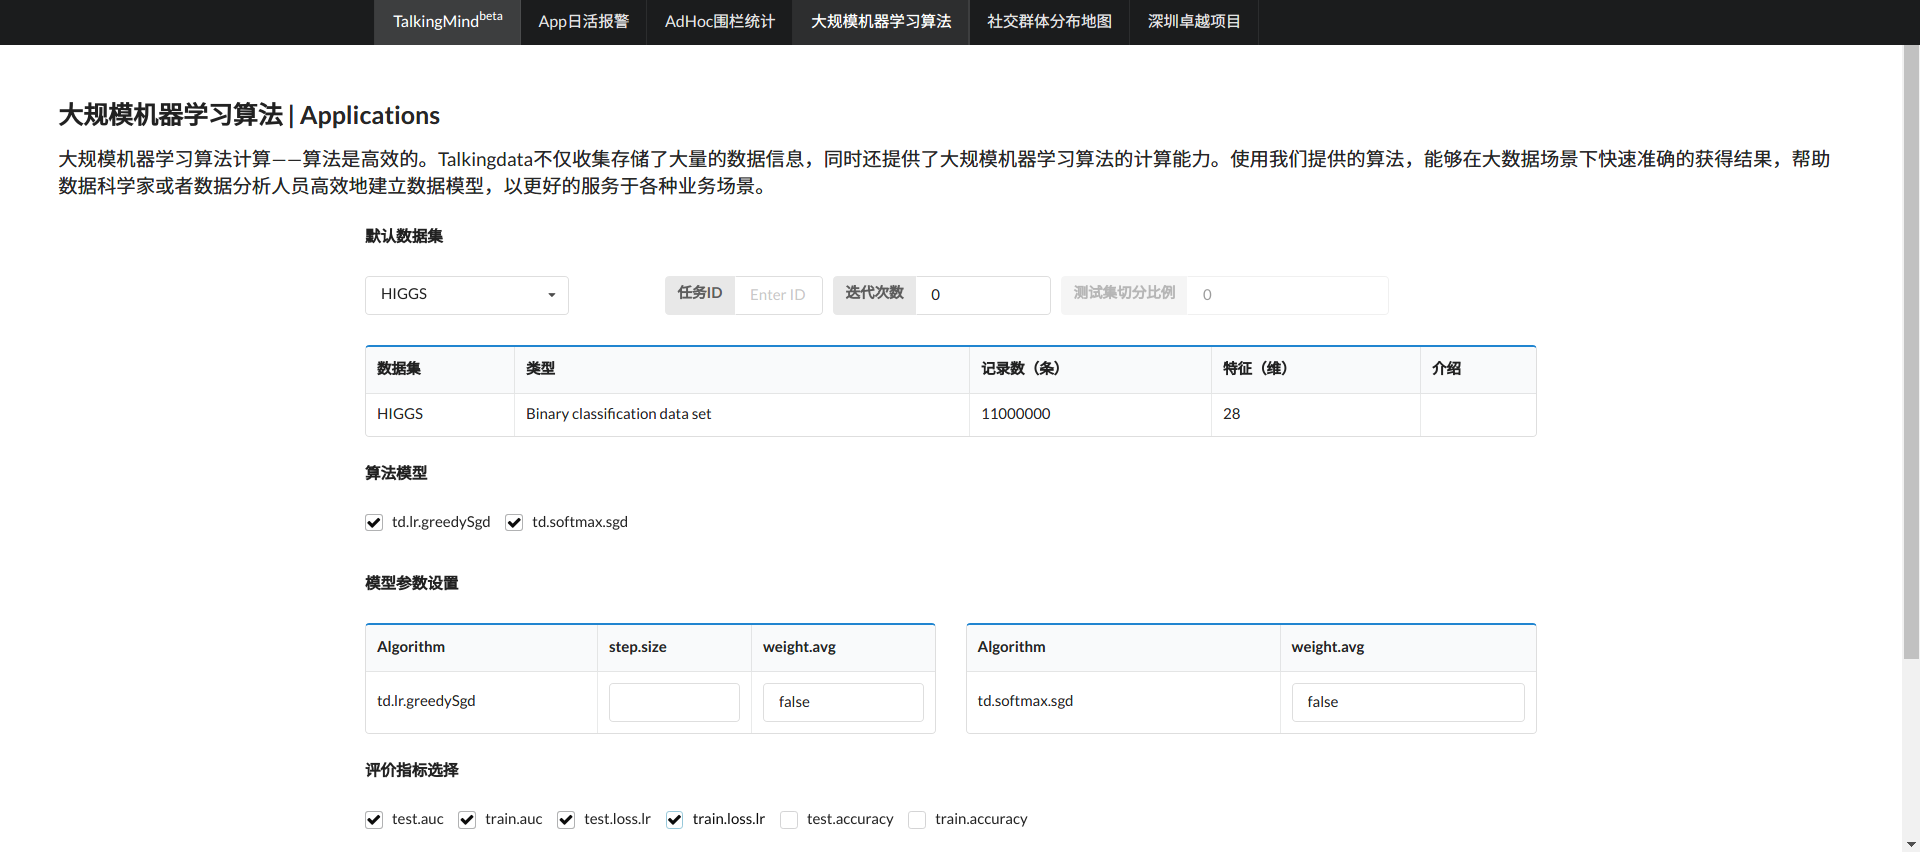 TalkingMindbeta App日活报警 AdHoc围栏统计 大规模机器学习算法 社交群体分布地图 深圳卓越项目
大规模机器学习算法 | Applications
大规模机器学习算法计算——算法是高效的。Talkingdata不仅收集存储了大量的数据信息，同时还提供了大规模机器学习算法的计算能力。使用我们提供的算法，能够在大数据场景下快速准确的获得结果，帮助
数据科学家或者数据分析人员高效地建立数据模型，以更好的服务于各种业务场景。
默认数据集
HIGGS 任务ID Enter ID 迭代次数 0 测试集切分比例 0
数据集 类型 记录数（条） 特征（维） 介绍
HIGGS Binary classification data set 11000000 28
算法模型
td.lr.greedySgd td.softmax.sgd
模型参数设置
Algorithm step.size weight.avg Algorithm weight.avg
td.lr.greedySgd false td.softmax.sgd false
评价指标选择
test.auc train.auc test.loss.lr train.loss.lr test.accuracy train.accuracy